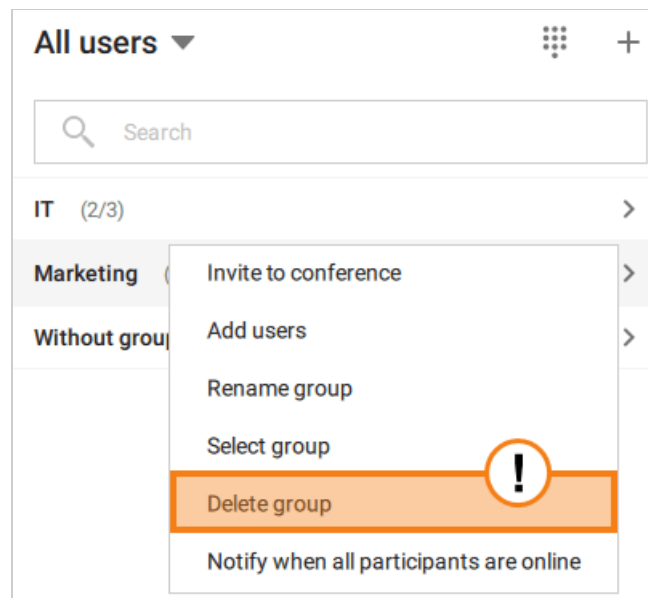 All users
Search
IT (2/3)
Marketing (
Invite to conference
Without group
Add users
Rename group
Select group
!
Delete group
Notify when all participants are online